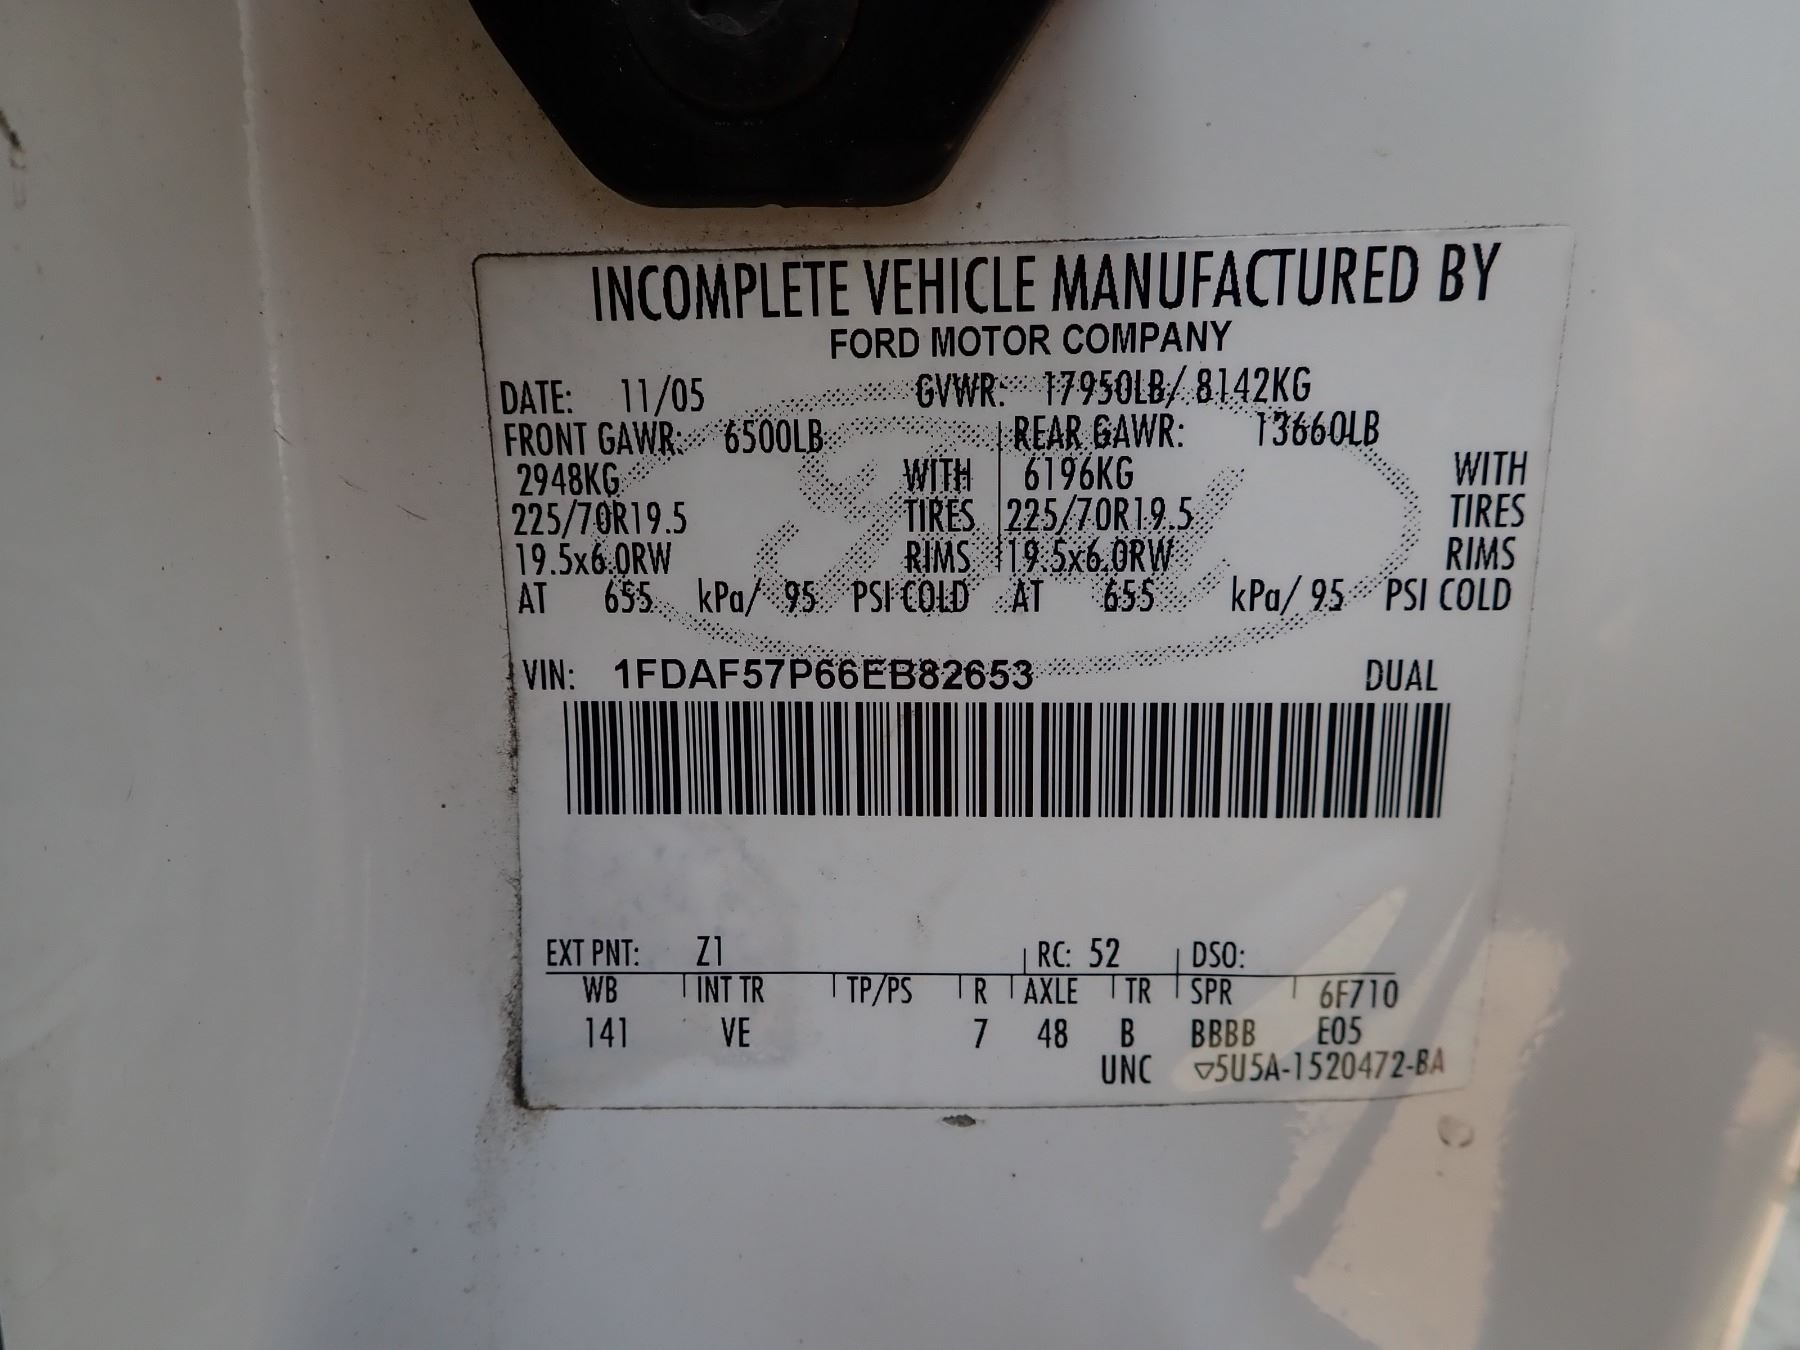 INCOMPLETE VEHICLE MANUFACTURED BY
FORD MOTOR COMPANY
DATE: 11/05 GVWR: 17950LB/ 8142KG
FRONT GAWR: 6500LB REAR GAWR: 13660LB
2948KG WITH 6196KG WITH
225/70R19.5 TIRES 225/70R19.5 TIRES
19.5x6.0RW RIMS 19.5x6.0RW RIMS
AT 655 kPa/ 95 PSI COLD AT 655 kPa/ 95 PSI COLD
VIN: 1FDAF57P66EB82653 DUAL
EXT PNT: Z1 RC: 52 DSO:
WB INT TR TP/PS R AXLE TR SPR 6F710
141 VE 7 48 B BBBB E05
UNC ▽5U5A-1520472-BA